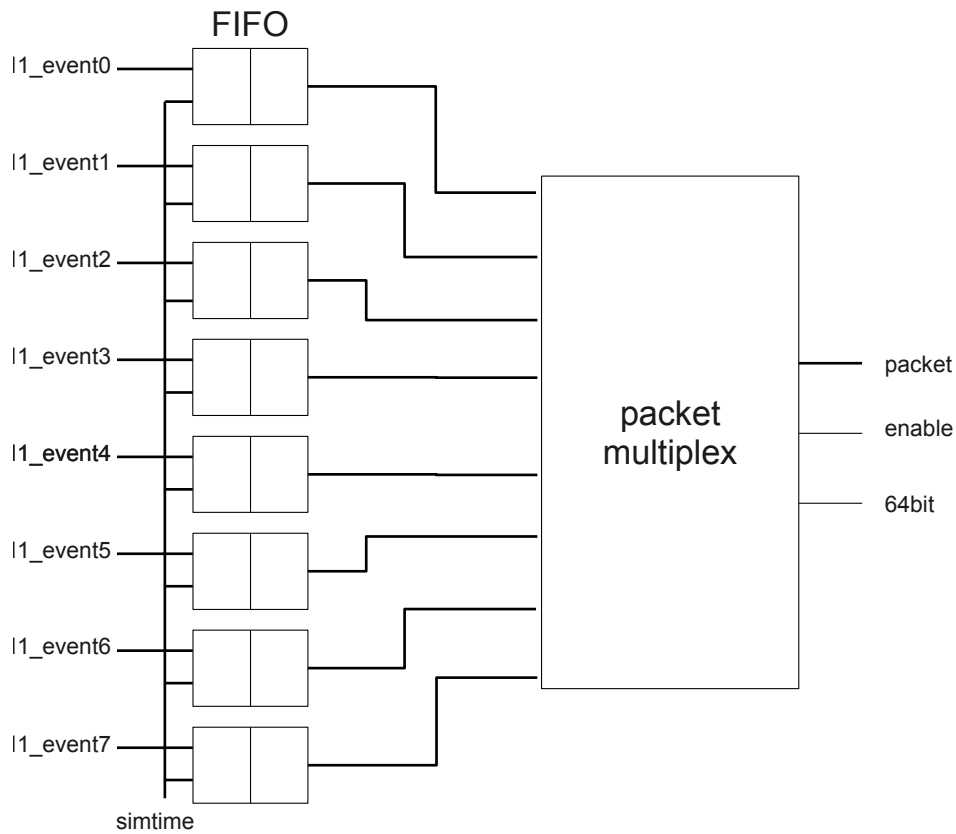 FIFO
l1_event0
l1_event1
l1_event2
l1_event3
l1_event4
l1_event5
l1_event6
l1_event7
simtime
packet
multiplex
packet
enable
64bit